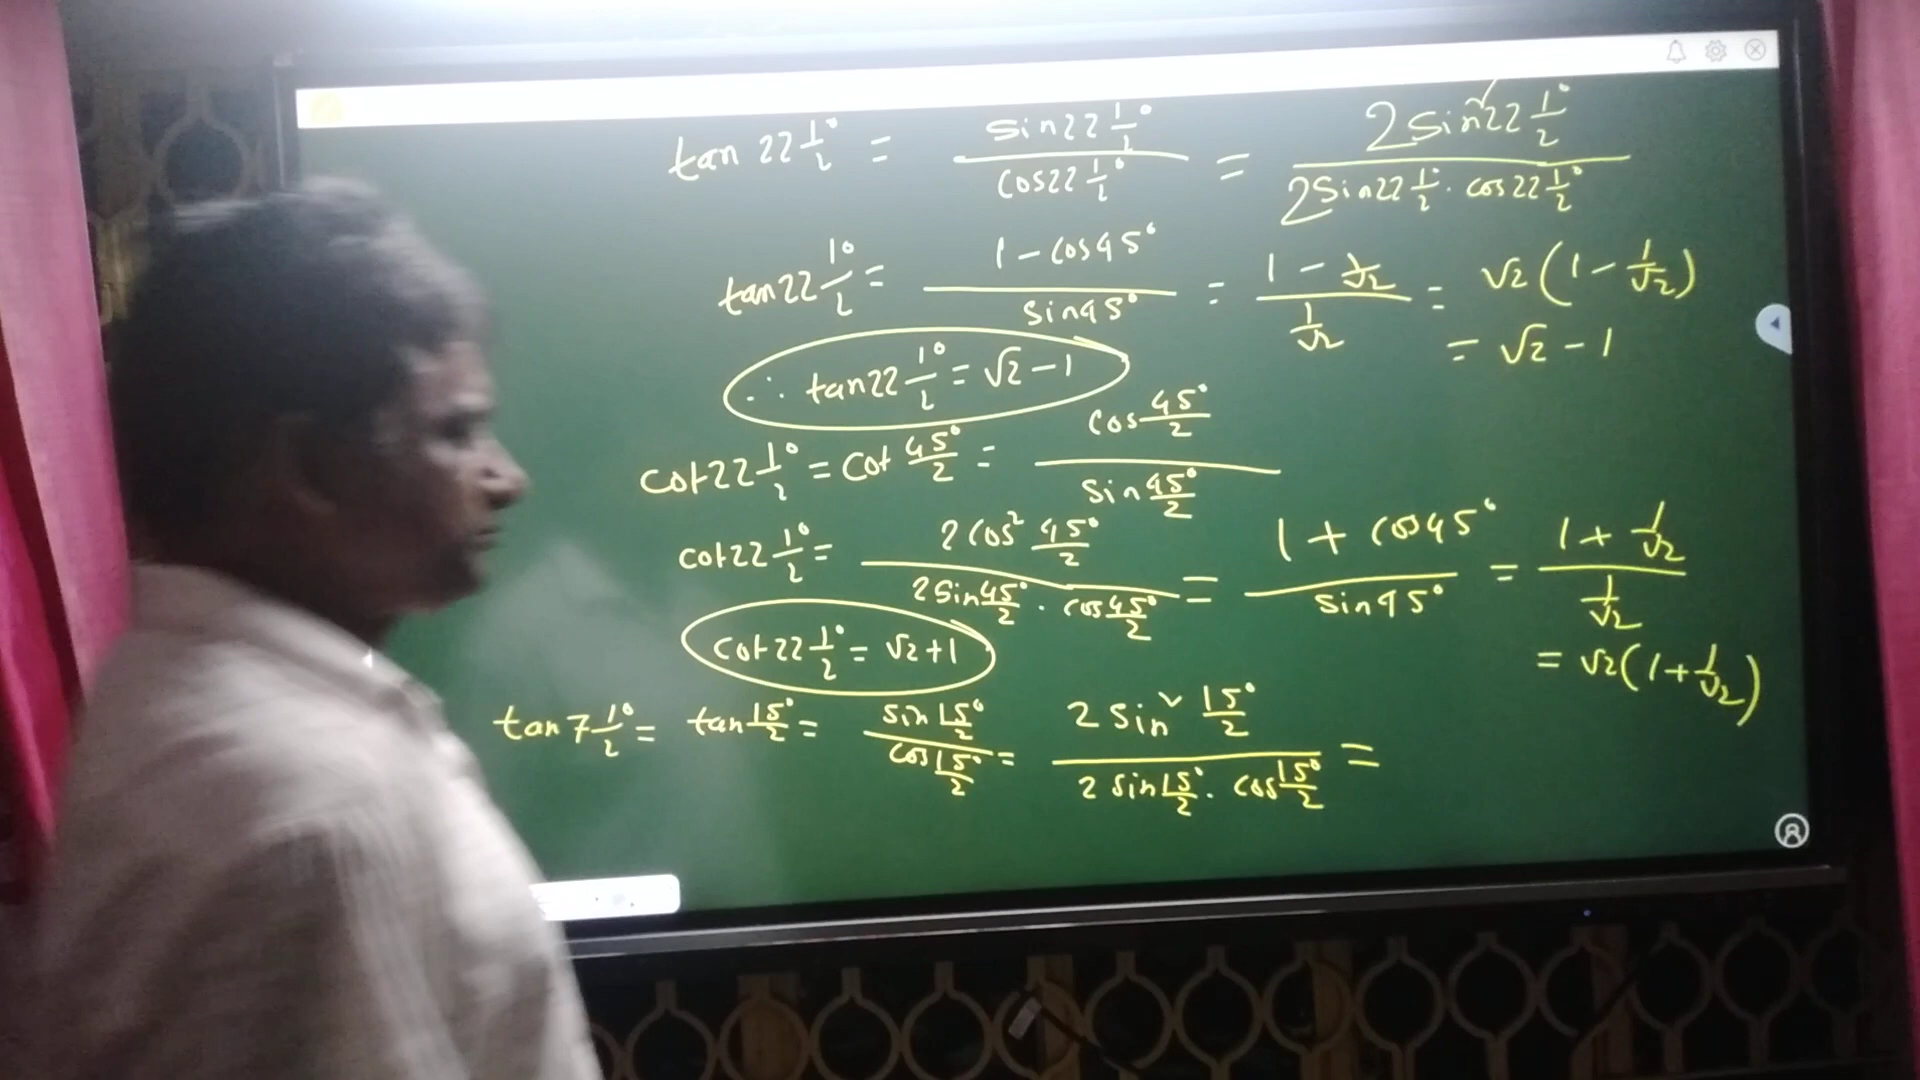 tan 22 1/2° = sin22 1/2° / cos22 1/2° = 2sin²22 1/2° / 2sin22 1/2° . cos22 1/2°
tan22 1/2° = 1 - cos45° / sin45° = 1 - 1/√2 / 1/√2 = √2 (1 - 1/√2)
= √2 - 1
∴ tan22 1/2° = √2 - 1
cot22 1/2° = cot 45°/2 = cos 45°/2 / sin 45°/2
cot22 1/2° = 2cos² 45°/2 / 2sin 45°/2 . cos 45°/2 = 1 + cos45° / sin45° = 1 + 1/√2 / 1/√2
= √2 (1 + 1/√2)
cot22 1/2° = √2+1
tan 7 1/2° = tan 15°/2 = sin 15°/2 / cos 15°/2 = 2 sin² 15°/2 / 2 sin 15°/2 . cos 15°/2 =